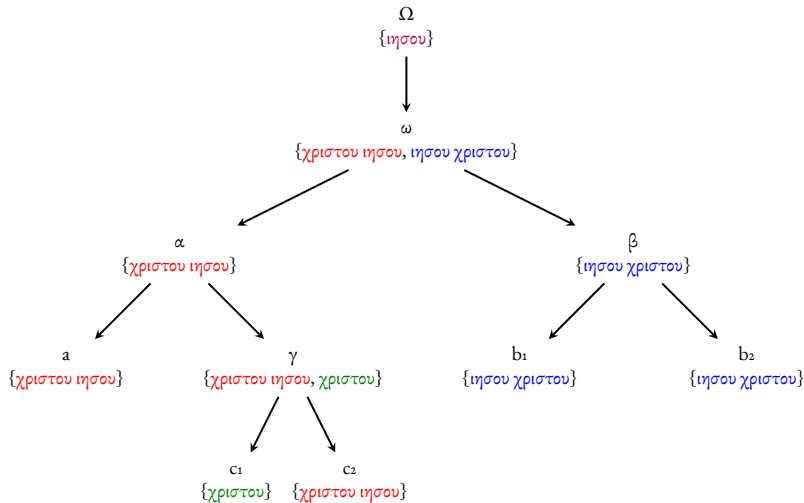 Ω
{ιησου}
ω
{χριστου ιησου, ιησου χριστου}
α
{χριστου ιησου}
β
{ιησου χριστου}
a
{χριστου ιησου}
γ
{χριστου ιησου, χριστου}
b1
{ιησου χριστου}
b2
{ιησου χριστου}
c1
{χριστου}
c2
{χριστου ιησου}